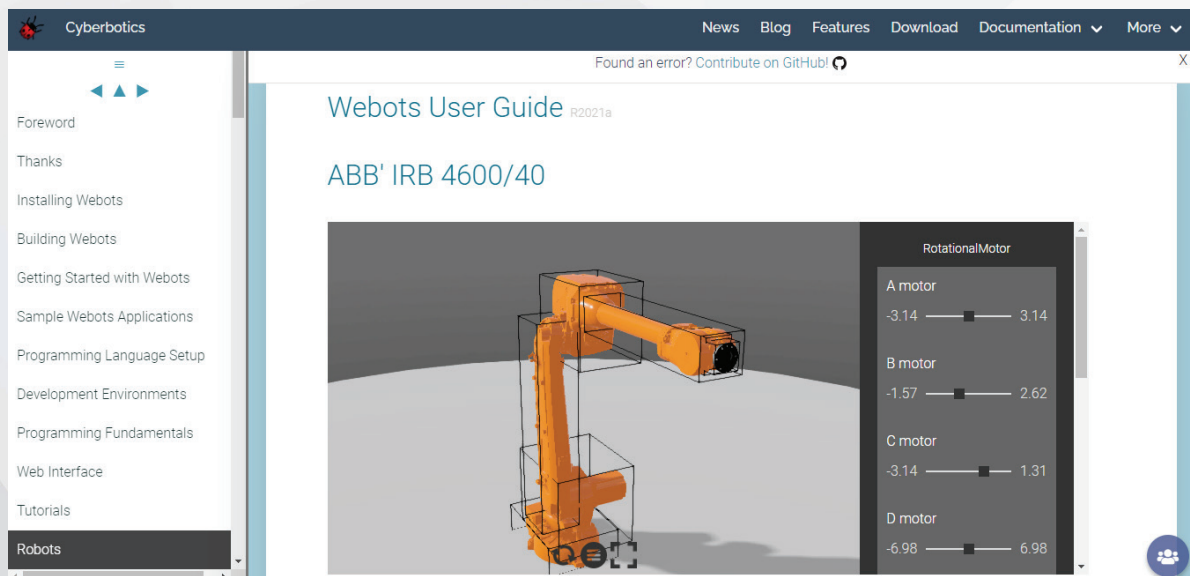 Cyberbotics
News Blog Features Download Documentation More
Found an error? Contribute on GitHub! X
Foreword
Thanks
Installing Webots
Building Webots
Getting Started with Webots
Sample Webots Applications
Programming Language Setup
Development Environments
Programming Fundamentals
Web Interface
Tutorials
Robots
Webots User Guide R2021a
ABB' IRB 4600/40
RotationalMotor
A motor
-3.14 3.14
B motor
-1.57 2.62
C motor
-3.14 1.31
D motor
-6.98 6.98